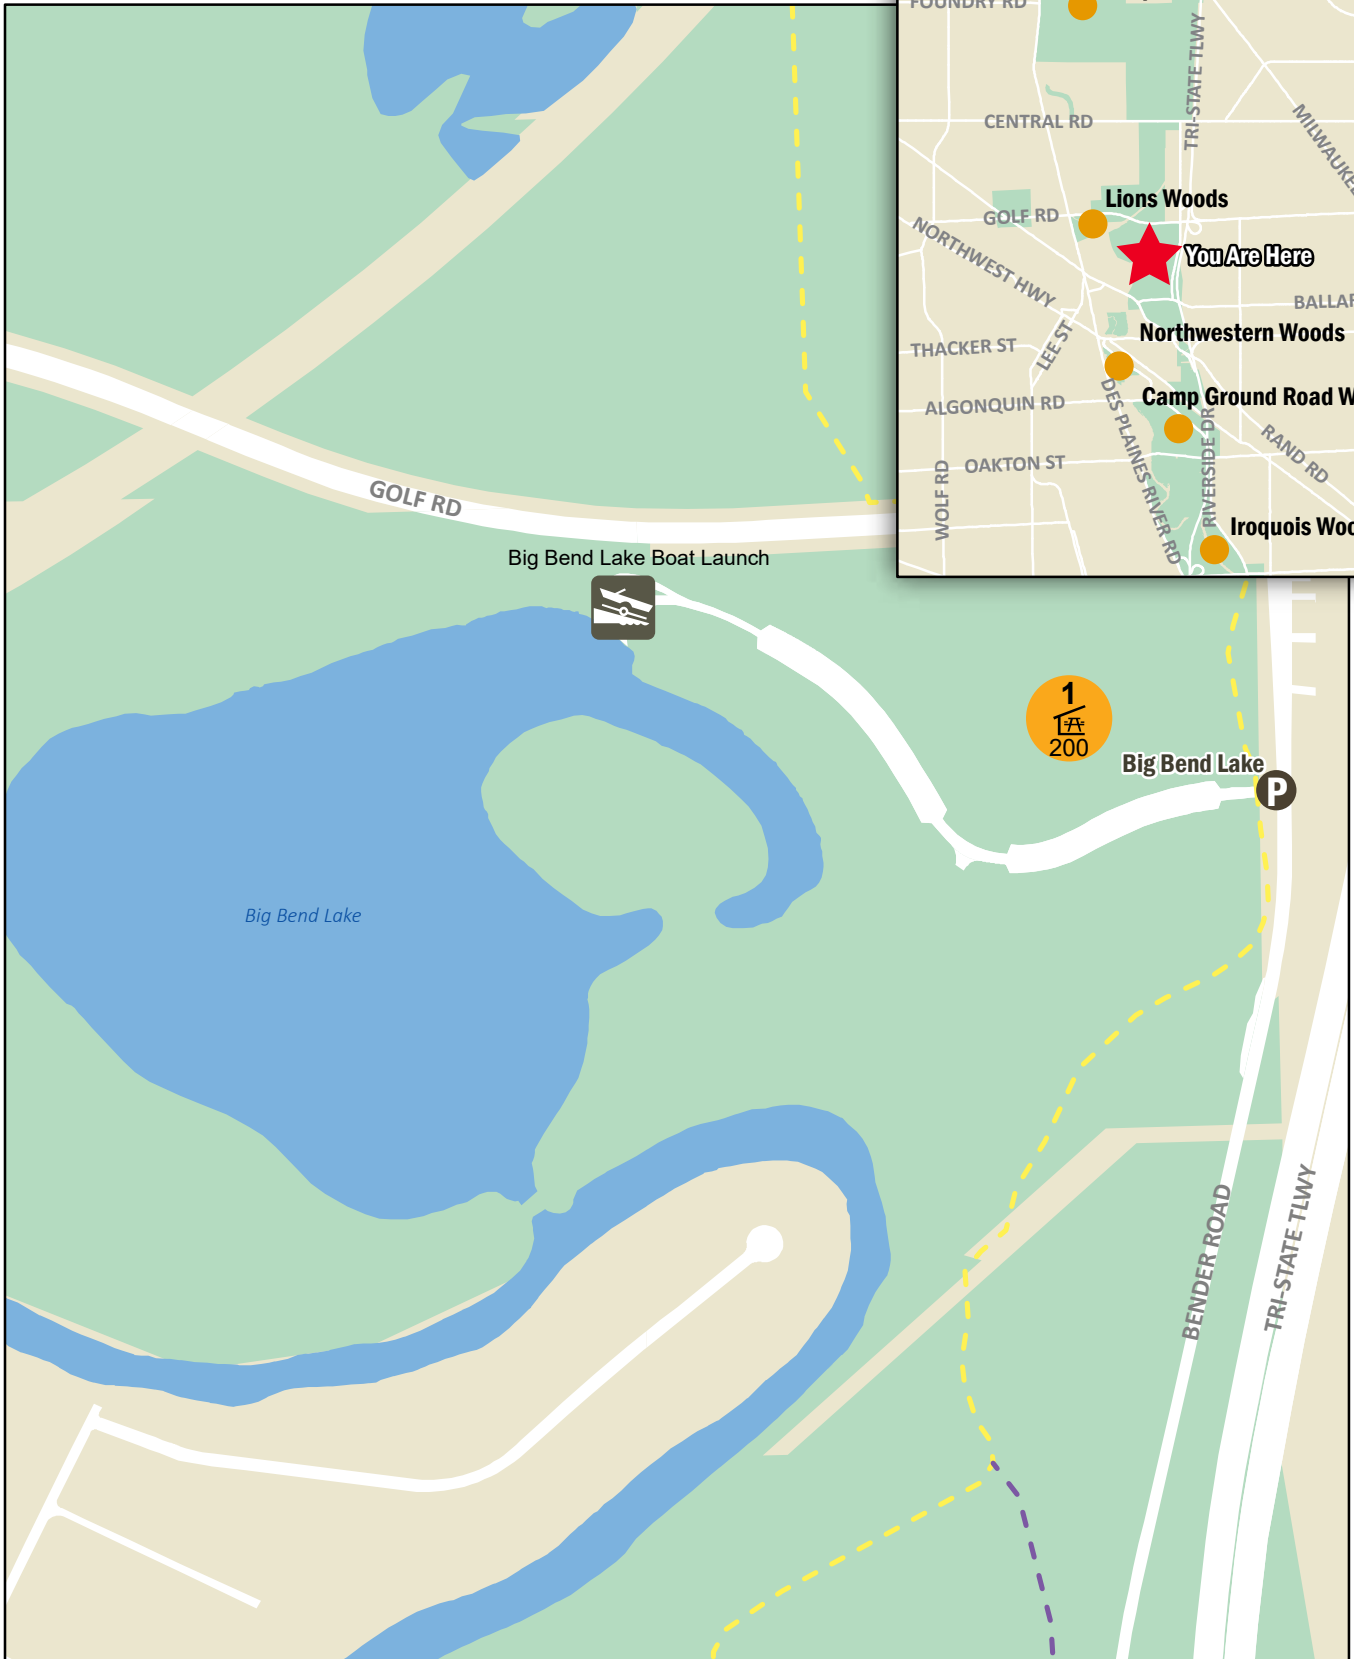 FOUNDRY RD
TRI-STATE TLWY
CENTRAL RD
Lions Woods
GOLF RD
NORTHWEST HWY
You Are Here
Northwestern Woods
THACKER ST
LEE ST
DES PLAINES RIVER RD
Camp Ground Road
ALGONQUIN RD
RIVERSIDE DR
RAND RD
OAKTON ST
WOLF RD
Iroquois
GOLF RD
Big Bend Lake Boat Launch
1
200
Big Bend Lake
P
Big Bend Lake
BENDER ROAD
TRI-STATE TLWY